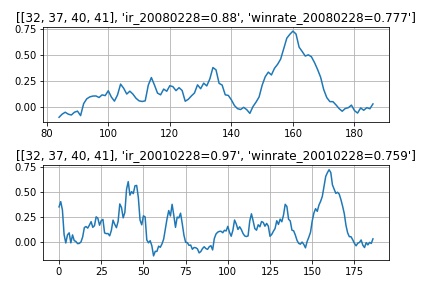 [[32, 37, 40, 41], 'ir_20080228=0.88', 'winrate_20080228=0.777']
0.75
0.50
0.25
0.00
80 100 120 140 160 180
[[32, 37, 40, 41], 'ir_20010228=0.97', 'winrate_20010228=0.759']
0.75
0.50
0.25
0.00
0 25 50 75 100 125 150 175